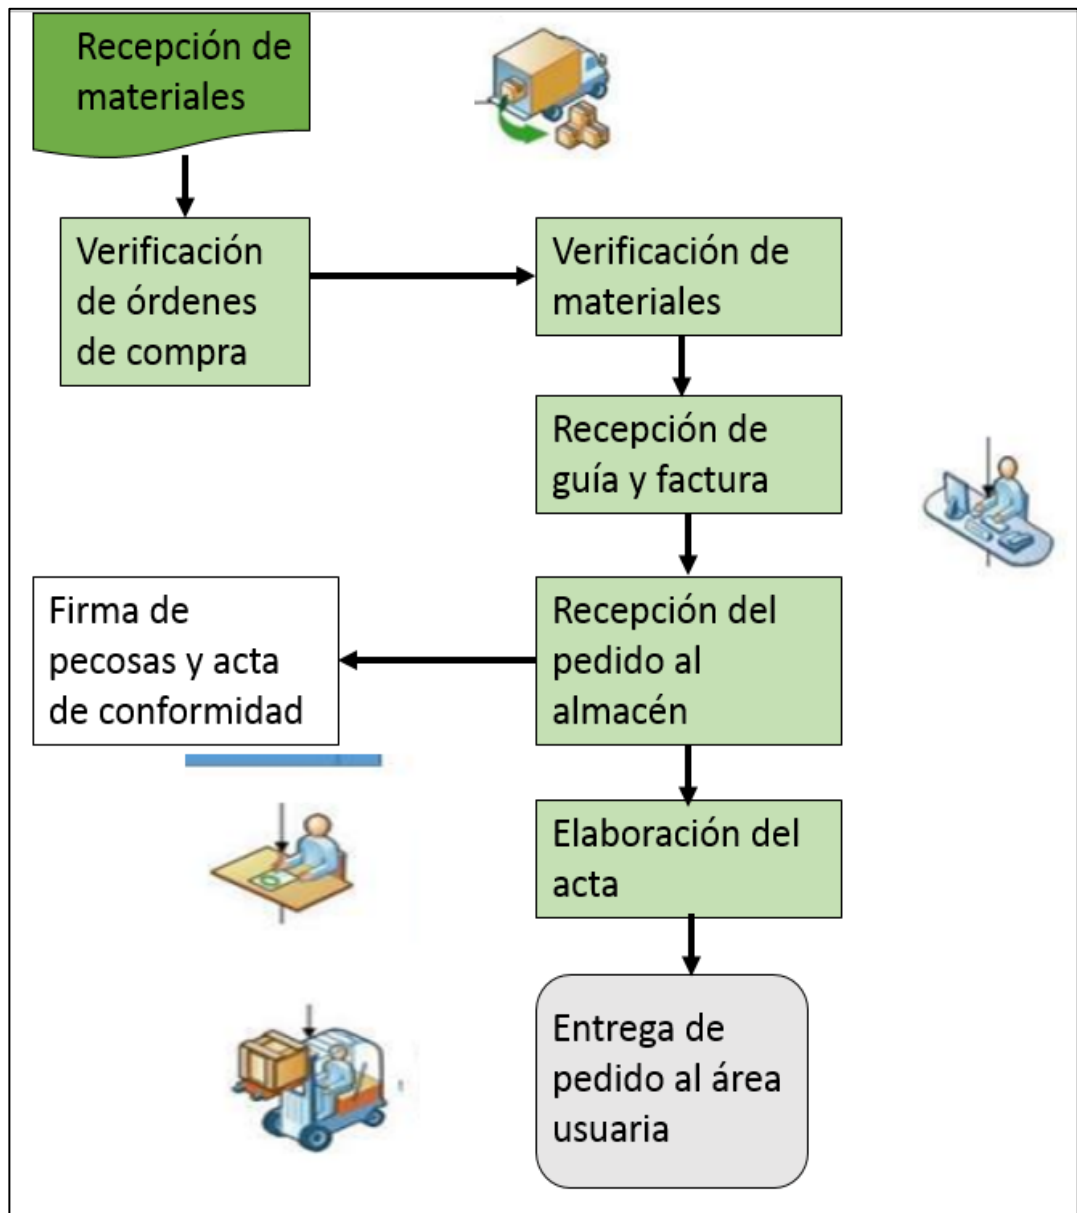 Recepción de
materiales
Verificación
de órdenes
de compra
Verificación de
materiales
Recepción de
guía y factura
Firma de
pecosas y acta
de conformidad
Recepción del
pedido al
almacén
Elaboración del
acta
Entrega de
pedido al área
usuaria